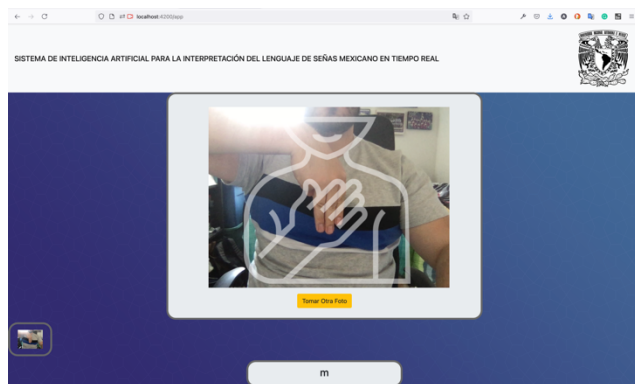 localhost:4200/app
SISTEMA DE INTELIGENCIA ARTIFICIAL PARA LA INTERPRETACIÓN DEL LENGUAJE DE SEÑAS MEXICANO EN TIEMPO REAL
Tomar Otra Foto
m